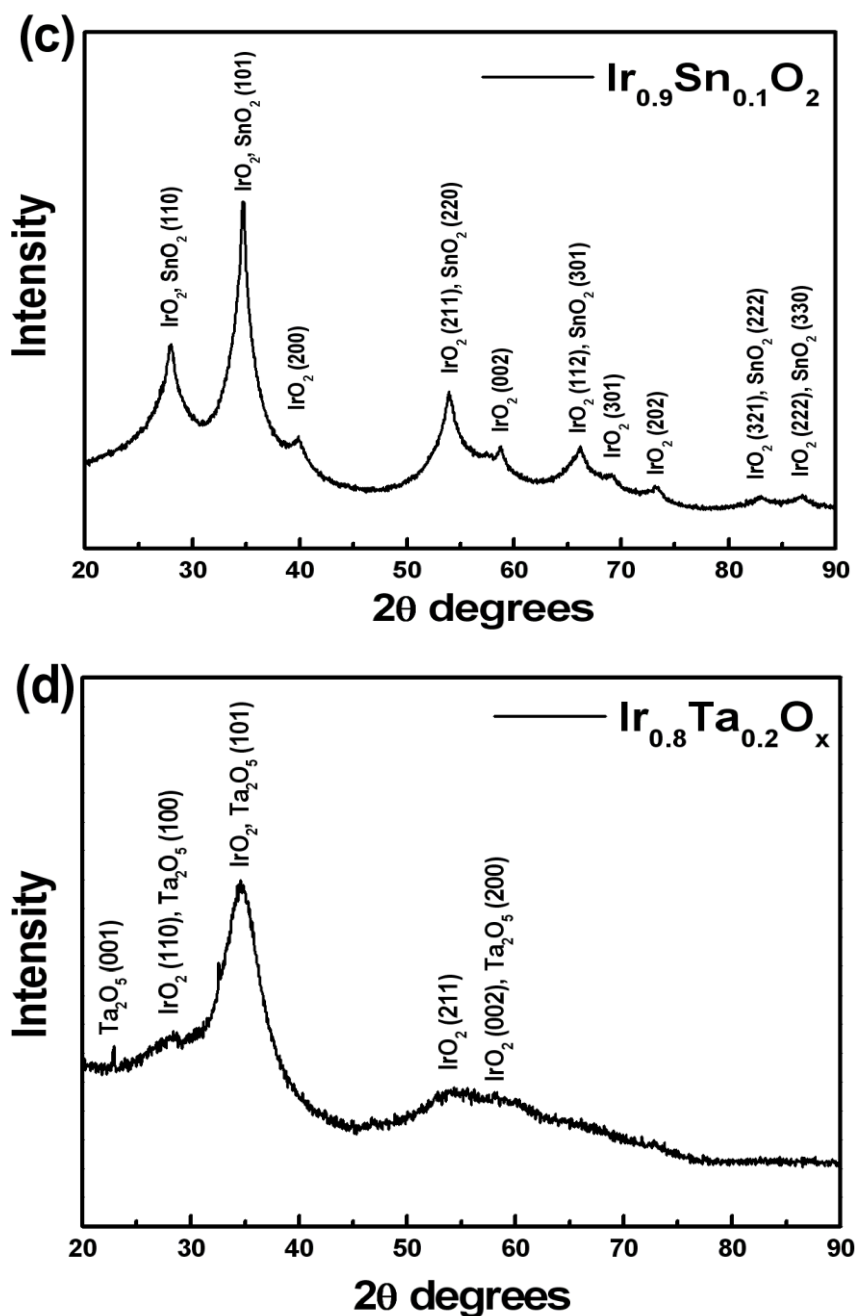 (c)
Ir₀.₉Sn₀.₁O₂
IrO₂, SnO₂ (110)
IrO₂, SnO₂ (101)
IrO₂ (200)
IrO₂ (211), SnO₂ (220)
IrO₂ (002)
IrO₂ (112), SnO₂ (301)
IrO₂ (301)
IrO₂ (202)
IrO₂ (321), SnO₂ (222)
IrO₂ (222), SnO₂ (330)
Intensity
20 30 40 50 60 70 80 90
2θ degrees
(d)
Ir₀.₈Ta₀.₂Oₓ
Ta₂O₅ (001)
IrO₂ (110), Ta₂O₅ (100)
IrO₂, Ta₂O₅ (101)
IrO₂ (211)
IrO₂ (002), Ta₂O₅ (200)
Intensity
20 30 40 50 60 70 80 90
2θ degrees